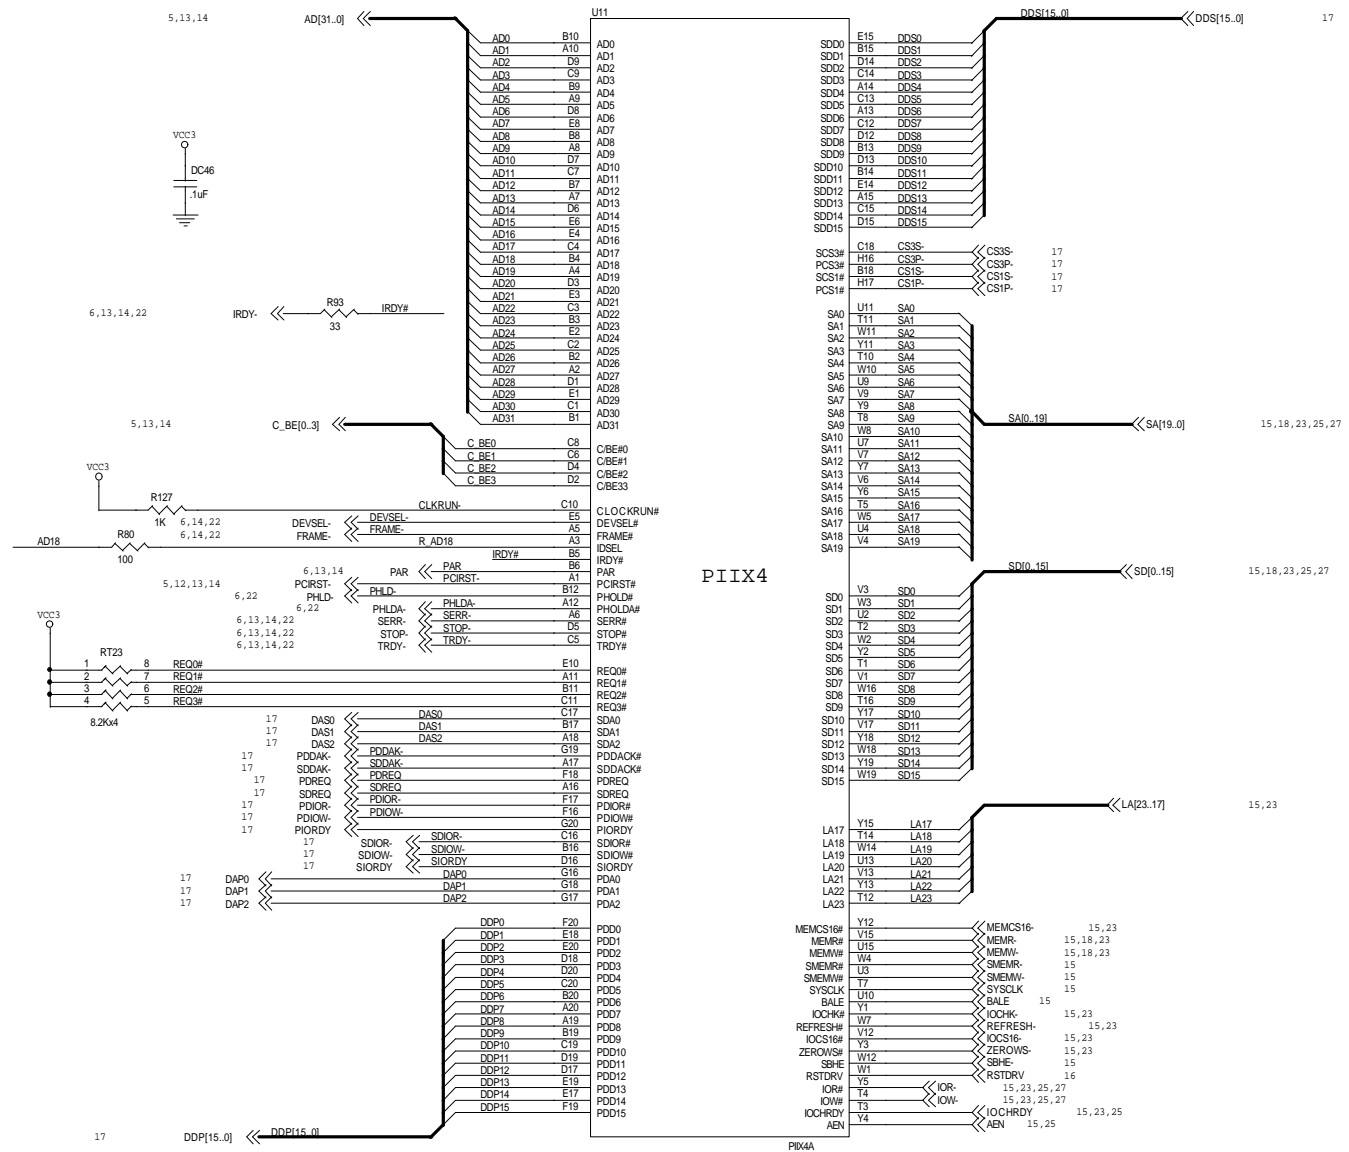 5,13,14 AD[31..0] U11 DDS[15..0] DDS[15..0] 17
AD0 B10 AD0 SDD0 E15 DDS0
AD1 A10 AD1 SDD1 B15 DDS1
AD2 D9 AD2 SDD2 D14 DDS2
AD3 C9 AD3 SDD3 C14 DDS3
AD4 B9 AD4 SDD4 A14 DDS4
AD5 A9 AD5 SDD5 C13 DDS5
AD6 D8 AD6 SDD6 A13 DDS6
AD7 E8 AD7 SDD7 C12 DDS7
AD8 B8 AD8 SDD8 D12 DDS8
AD9 A8 AD9 SDD9 B13 DDS9
AD10 D7 AD10 SDD10 D13 DDS10
AD11 C7 AD11 SDD11 B14 DDS11
AD12 B7 AD12 SDD12 E14 DDS12
AD13 A7 AD13 SDD13 A15 DDS13
AD14 D6 AD14 SDD14 C15 DDS14
AD15 E6 AD15 SDD15 D15 DDS15
VCC3
DC46
.1uF
AD16 E4 AD16
AD17 C4 AD17 SCS3# C18 CS3S- CS3S- 17
AD18 B4 AD18 PCS3# H16 CS3P- CS3P- 17
AD19 A4 AD19 SCS1# B18 CS1S- CS1S- 17
AD20 D3 AD20 PCS1# H17 CS1P- CS1P- 17
AD21 E3 AD21
6,13,14,22 IRDY- R93 IRDY#
33
AD22 C3 AD22 SA0 U11 SA0
AD23 B3 AD23 SA1 T11 SA1
AD24 E2 AD24 SA2 W11 SA2
AD25 C2 AD25 SA3 Y11 SA3
AD26 B2 AD26 SA4 T10 SA4
AD27 A2 AD27 SA5 W10 SA5
AD28 D1 AD28 SA6 U9 SA6
AD29 E1 AD29 SA7 V9 SA7
AD30 C1 AD30 SA8 Y9 SA8
AD31 B1 AD31 SA9 T8 SA9
5,13,14 C_BE[0..3] SA[0..19] SA[19..0] 15,18,23,25,27
SA10 W8 SA10
C_BE0 C8 C/BE#0 SA11 U7 SA11
C_BE1 C6 C/BE#1 SA12 V7 SA12
C_BE2 D4 C/BE#2 SA13 Y7 SA13
C_BE3 D2 C/BE33 SA14 V6 SA14
SA15 Y6 SA15
VCC3
R127
1K
CLKRUN- C10 CLOCKRUN# SA16 T5 SA16
6,14,22 DEVSEL- DEVSEL- E5 DEVSEL# SA17 W5 SA17
6,14,22 FRAME- FRAME- A5 FRAME# SA18 U4 SA18
AD18 R80 R_AD18 A3 IDSEL SA19 V4 SA19
100
IRDY# B5 IRDY#
6,13,14 PAR PAR B6 PAR SD[0..15] SD[0..15] 15,18,23,25,27
5,12,13,14 PCIRST- PCIRST- A1 PCIRST#
PIIX4
6,22 PHLD- B12 PHOLD# SD0 V3 SD0
6,22 PHLDA- PHLDA- A12 PHOLDA# SD1 W3 SD1
6,13,14,22 SERR- SERR- A6 SERR# SD2 U2 SD2
6,13,14,22 STOP- STOP- D5 STOP# SD3 T2 SD3
6,13,14,22 TRDY- TRDY- C5 TRDY# SD4 W2 SD4
VCC3
RT23
SD5 Y2 SD5
1 8 REQ0# E10 REQ0# SD6 T1 SD6
2 7 REQ1# A11 REQ1# SD7 V1 SD7
3 6 REQ2# B11 REQ2# SD8 W16 SD8
4 5 REQ3# C11 REQ3# SD9 T16 SD9
8.2Kx4
17 DAS0 DAS0 C17 SDA0 SD10 Y17 SD10
17 DAS1 DAS1 B17 SDA1 SD11 V17 SD11
17 DAS2 DAS2 A18 SDA2 SD12 Y18 SD12
17 PDDAK- PDDAK- G19 PDDACK# SD13 W18 SD13
17 SDDAK- SDDAK- A17 SDDACK# SD14 Y19 SD14
17 PDREQ PDREQ F18 PDREQ SD15 W19 SD15
17 SDREQ SDREQ A16 SDREQ
17 PDIOR- PDIOR- F17 PDIOR# LA[23..17] 15,23
17 PDIOW- PDIOW- F16 PDIOW#
17 PIORDY G20 PIORDY LA17 Y15 LA17
17 SDIOR- SDIOR- C16 SDIOR# LA18 T14 LA18
17 SDIOW- SDIOW- B16 SDIOW# LA19 W14 LA19
17 SIORDY SIORDY D16 SIORDY LA20 U13 LA20
17 DAP0 DAP0 G16 PDA0 LA21 V13 LA21
17 DAP1 DAP1 G18 PDA1 LA22 Y13 LA22
17 DAP2 DAP2 G17 PDA2 LA23 T12 LA23
DDP0 F20 PDD0 MEMCS16# Y12 MEMCS16- 15,23
DDP1 E18 PDD1 MEMR# V15 MEMR- 15,18,23
DDP2 E20 PDD2 MEMW# U15 MEMW- 15,18,23
DDP3 D18 PDD3 SMEMR# W4 SMEMR- 15
DDP4 D20 PDD4 SMEMW# U3 SMEMW- 15
DDP5 C20 PDD5 SYSCLK T7 SYSCLK 15
DDP6 B20 PDD6 BALE U10 BALE 15
DDP7 A20 PDD7 IOCHK# Y1 IOCHK- 15,23
DDP8 A19 PDD8 REFRESH# W7 REFRESH- 15,23
DDP9 B19 PDD9 IOCS16# V12 IOCS16- 15,23
DDP10 C19 PDD10 ZEROWS# Y3 ZEROWS- 15,23
DDP11 D19 PDD11 SBHE W12 SBHE- 15
DDP12 D17 PDD12 RSTDRV W1 RSTDRV 16
DDP13 E19 PDD13 IOR# Y5 IOR- 15,23,25,27
DDP14 E17 PDD14 IOW# T4 IOW- 15,23,25,27
DDP15 F19 PDD15 IOCHRDY T3 IOCHRDY 15,23,25
AEN Y4 AEN 15,25
17 DDP[15..0] DDP[15..0]
PIIX4A